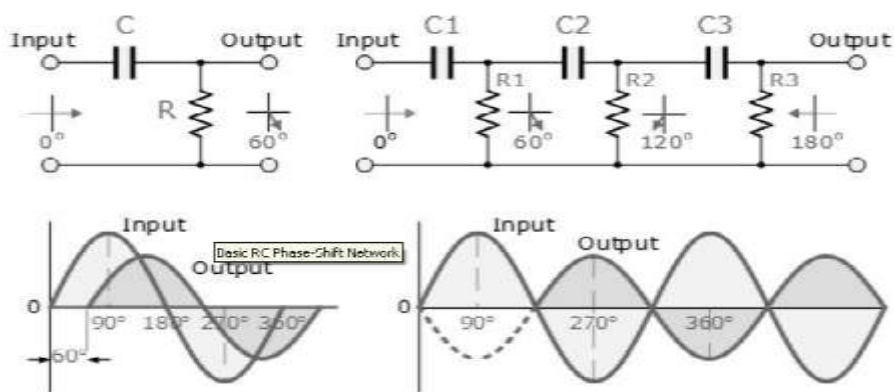 Input C Output
R
0° 60°
Input C1 C2 C3 Output
R1 R2 R3
0° 60° 120° 180°
Input
Basic RC Phase-Shift Network
Output
0
90° 180° 270° 360°
60°
Input
Output
0
90° 270° 360°